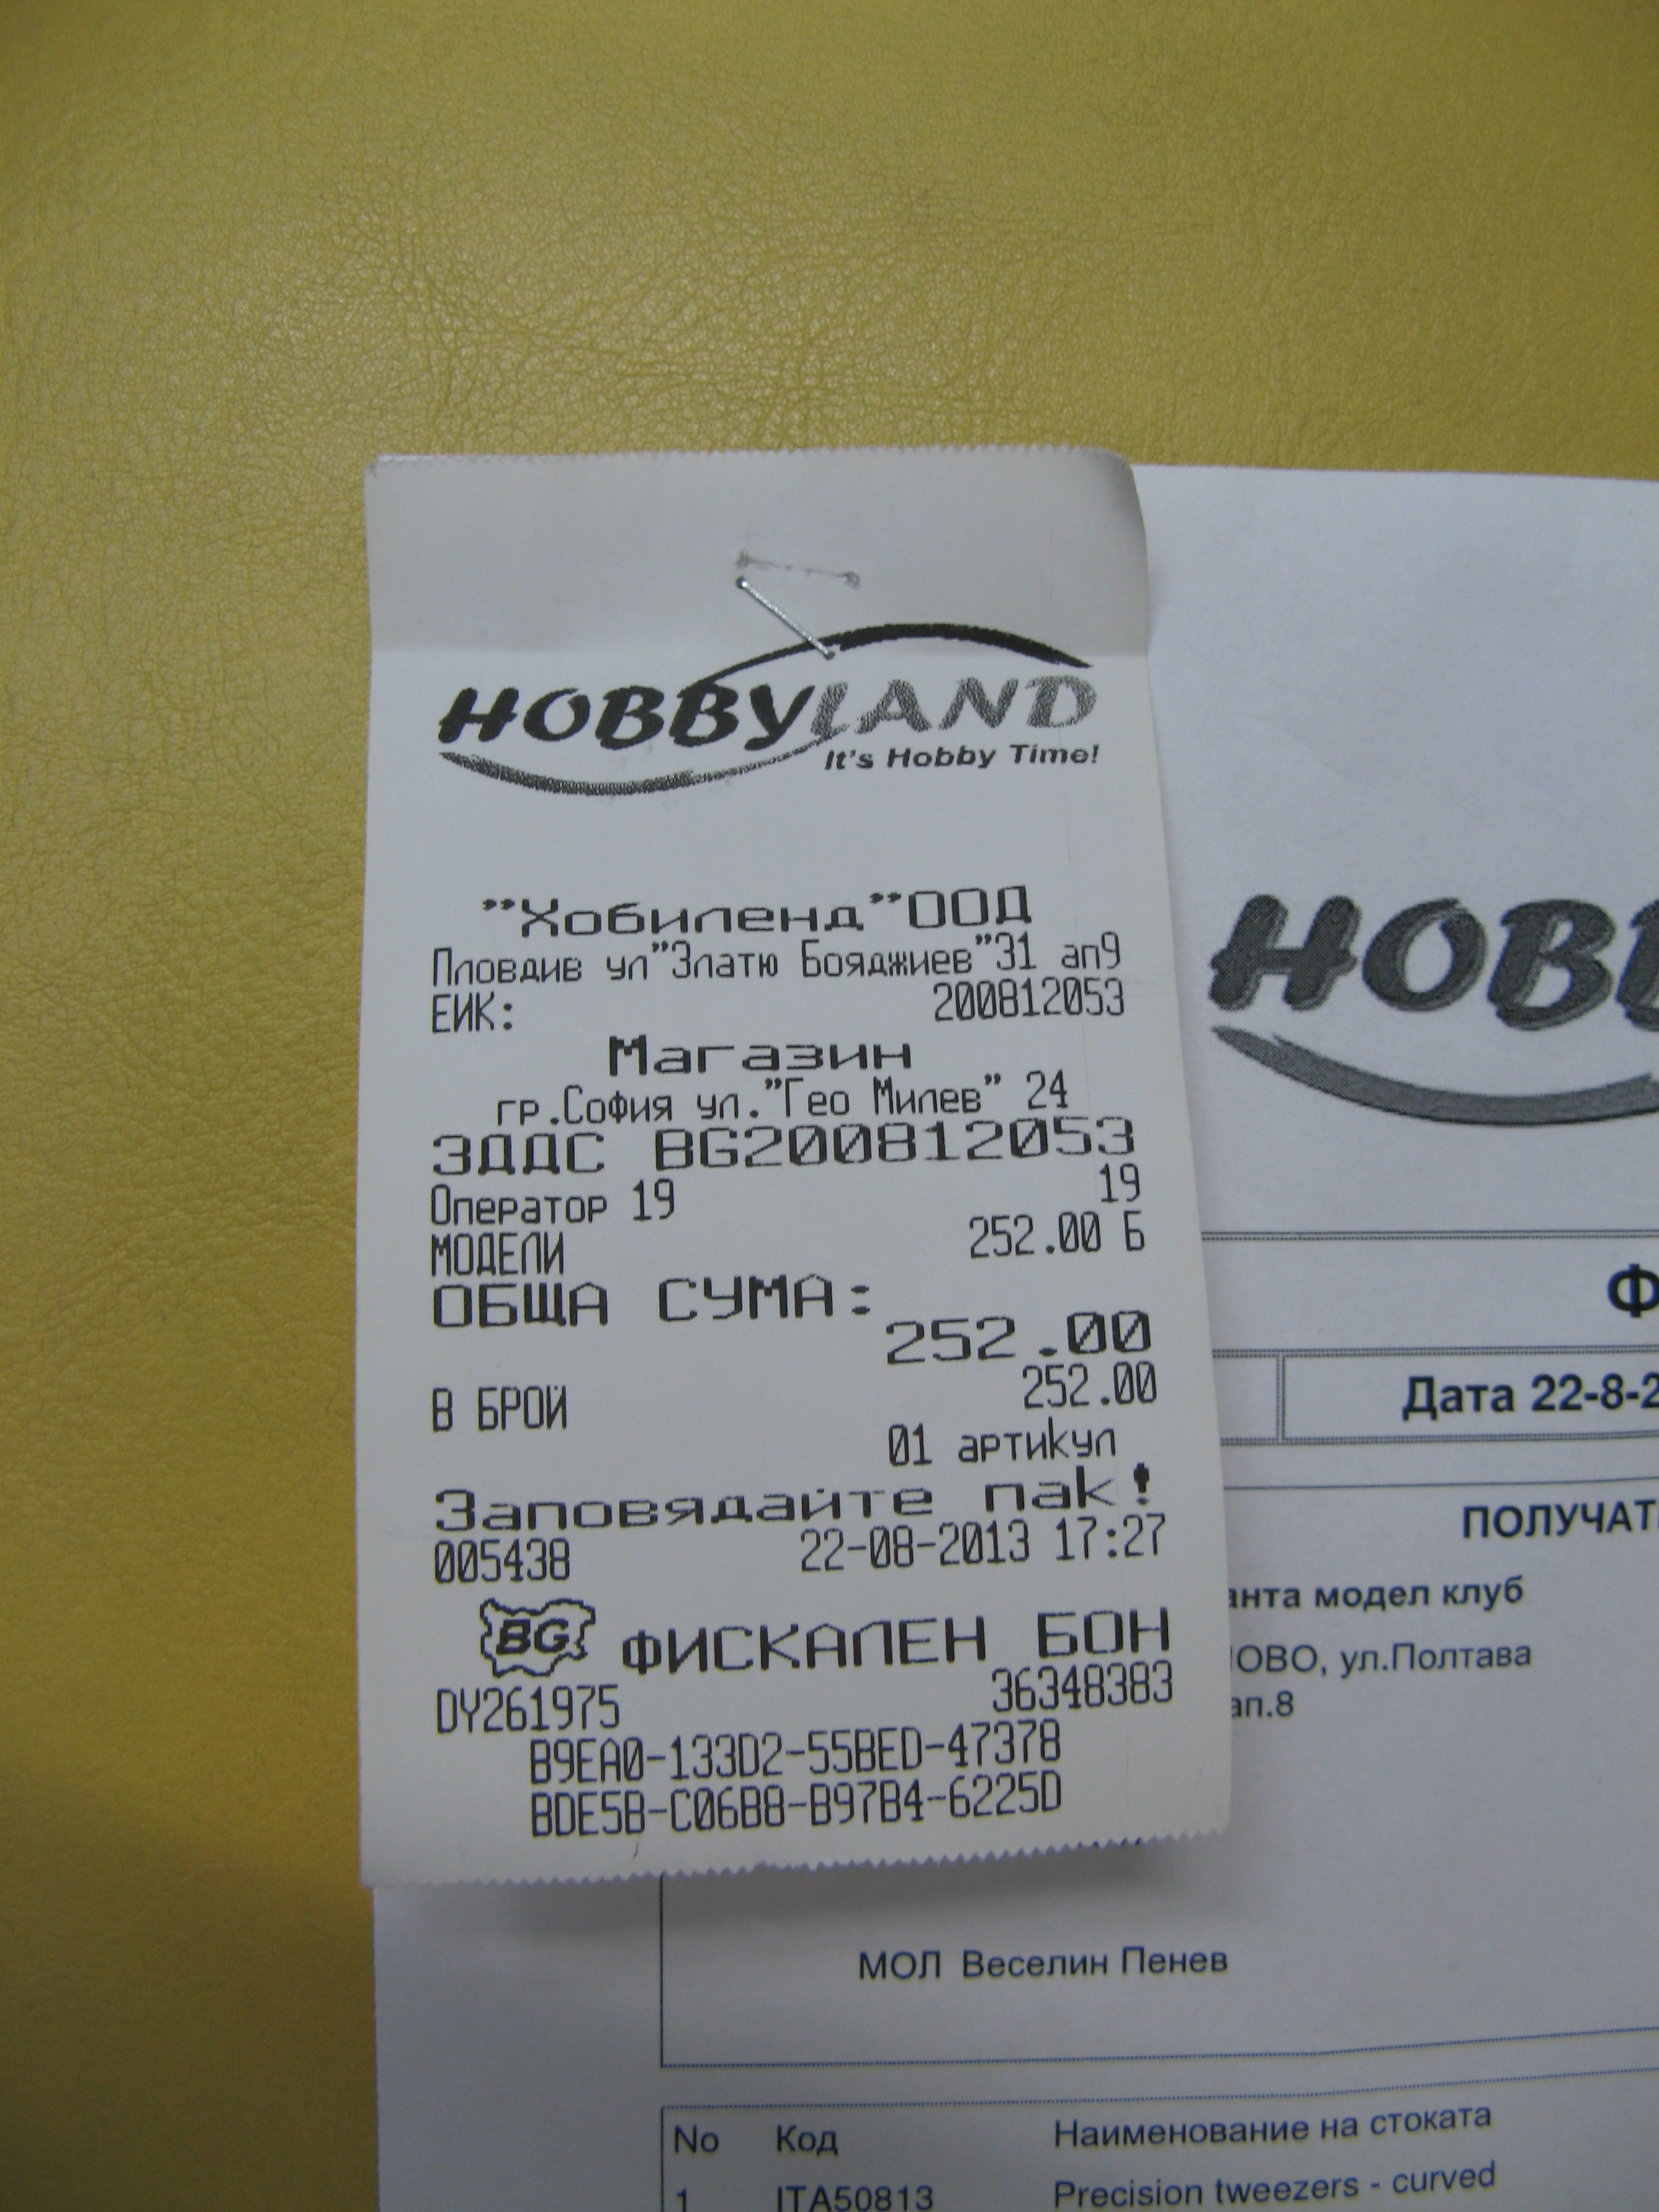 HOBBYLAND
It's Hobby Time!
"Хобиленд"ООД
Пловдив ул"Златю Бояджиев"31 ап9
ЕИК: 200812053
Магазин
гр.София ул."Гео Милев" 24
ЗДДС BG200812053
Оператор 19 19
МОДЕЛИ 252.00 Б
ОБЩА СУМА:
252.00
В БРОЙ 252.00
01 артикул
Заповядайте пак!
005438 22-08-2013 17:27
BG ФИСКАЛЕН БОН
DY261975 36348383
B9EA0-133D2-55BED-47378
BDE5B-C06B8-B97B4-6225D
HOB
Ф
Дата 22-8-2
ПОЛУЧАТ
анта модел клуб
ОВО, ул.Полтава
ап.8
МОЛ Веселин Пенев
No Код Наименование на стоката
1 ITA50813 Precision tweezers - curved